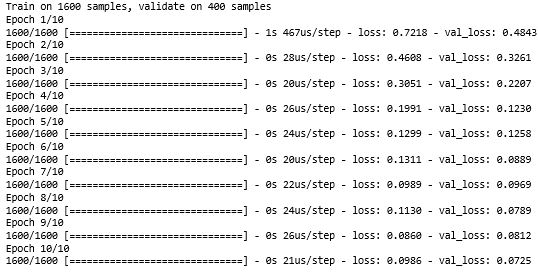 Train on 1600 samples, validate on 400 samples
Epoch 1/10
1600/1600 [==============================] - 1s 467us/step - loss: 0.7218 - val_loss: 0.4843
Epoch 2/10
1600/1600 [==============================] - 0s 28us/step - loss: 0.4608 - val_loss: 0.3261
Epoch 3/10
1600/1600 [==============================] - 0s 20us/step - loss: 0.3051 - val_loss: 0.2207
Epoch 4/10
1600/1600 [==============================] - 0s 26us/step - loss: 0.1991 - val_loss: 0.1230
Epoch 5/10
1600/1600 [==============================] - 0s 24us/step - loss: 0.1299 - val_loss: 0.1258
Epoch 6/10
1600/1600 [==============================] - 0s 20us/step - loss: 0.1311 - val_loss: 0.0889
Epoch 7/10
1600/1600 [==============================] - 0s 22us/step - loss: 0.0989 - val_loss: 0.0969
Epoch 8/10
1600/1600 [==============================] - 0s 24us/step - loss: 0.1130 - val_loss: 0.0789
Epoch 9/10
1600/1600 [==============================] - 0s 26us/step - loss: 0.0860 - val_loss: 0.0812
Epoch 10/10
1600/1600 [==============================] - 0s 21us/step - loss: 0.0986 - val_loss: 0.0725